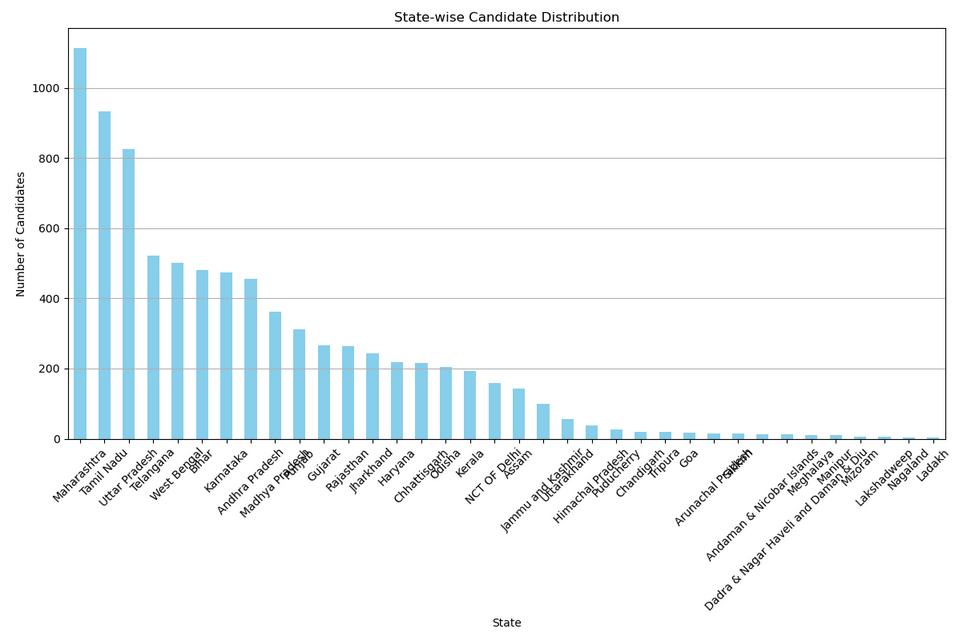 State-wise Candidate Distribution
Number of Candidates
1000
800
600
400
200
0
Maharashtra
Tamil Nadu
Uttar Pradesh
Telangana
West Bengal
Bihar
Karnataka
Andhra Pradesh
Madhya Pradesh
Punjab
Gujarat
Rajasthan
Jharkhand
Haryana
Chhattisgarh
Odisha
Kerala
NCT OF Delhi
Assam
Jammu and Kashmir
Uttarakhand
Himachal Pradesh
Puducherry
Chandigarh
Tripura
Goa
Arunachal Pradesh
Sikkim
Andaman & Nicobar Islands
Meghalaya
Dadra & Nagar Haveli and Daman & Diu
Manipur
Mizoram
Lakshadweep
Nagaland
Ladakh
State